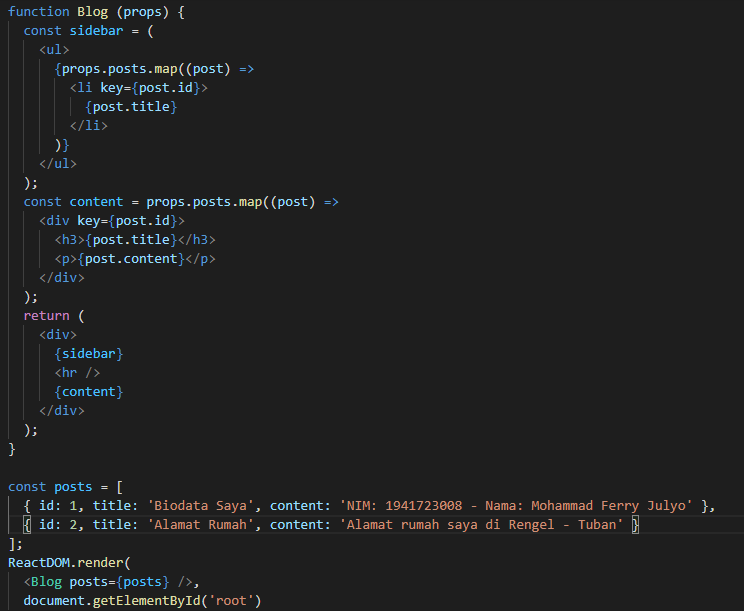 function Blog (props) {
  const sidebar = (
    <ul>
      {props.posts.map((post) =>
        <li key={post.id}>
          {post.title}
        </li>
      )}
    </ul>
  );
  const content = props.posts.map((post) =>
    <div key={post.id}>
      <h3>{post.title}</h3>
      <p>{post.content}</p>
    </div>
  );
  return (
    <div>
      {sidebar}
      <hr />
      {content}
    </div>
  );
}

const posts = [
  { id: 1, title: 'Biodata Saya', content: 'NIM: 1941723008 - Nama: Mohammad Ferry Julyo' },
  { id: 2, title: 'Alamat Rumah', content: 'Alamat rumah saya di Rengel - Tuban' }
];
ReactDOM.render(
  <Blog posts={posts} />,
  document.getElementById('root')